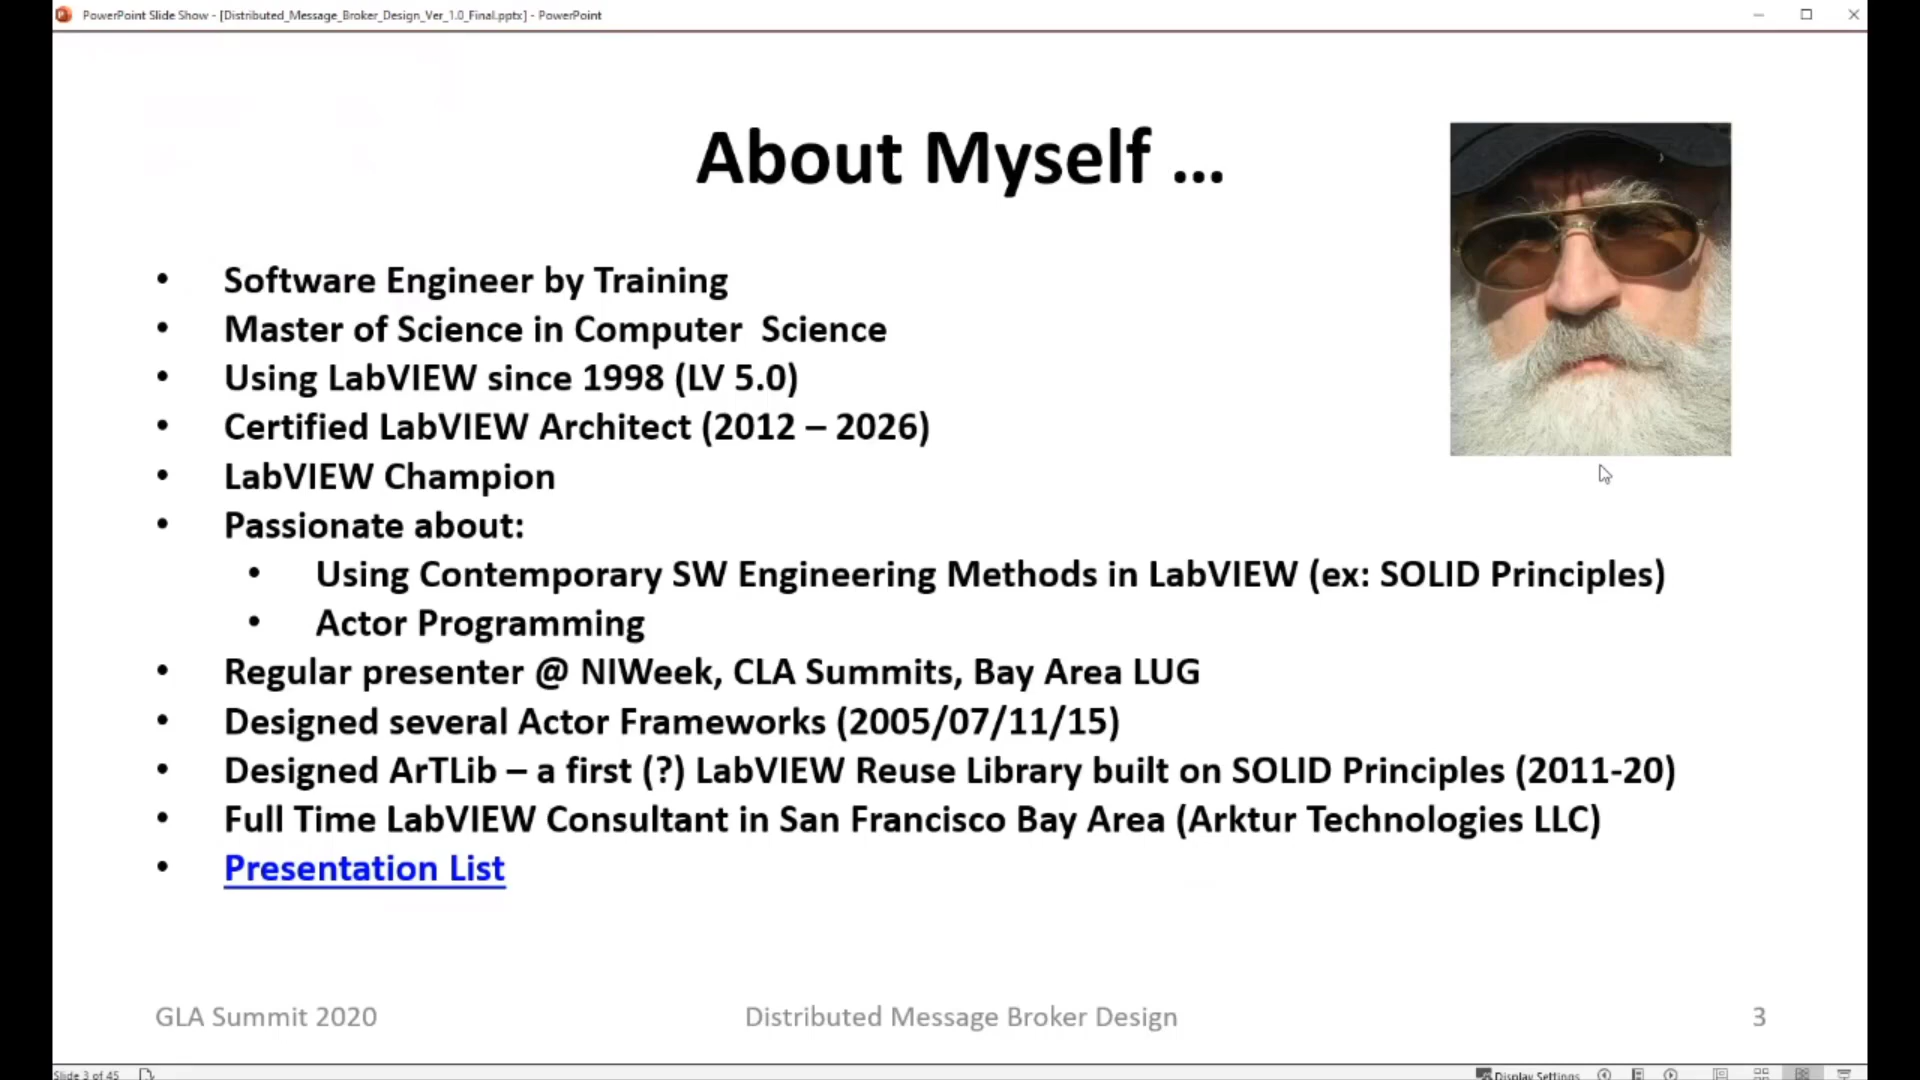 PowerPoint Slide Show - [Distributed_Message_Broker_Design_Ver_1.0_Final.pptx] - PowerPoint
About Myself ...
• Software Engineer by Training
• Master of Science in Computer  Science
• Using LabVIEW since 1998 (LV 5.0)
• Certified LabVIEW Architect (2012 – 2026)
• LabVIEW Champion
• Passionate about:
• Using Contemporary SW Engineering Methods in LabVIEW (ex: SOLID Principles)
• Actor Programming
• Regular presenter @ NIWeek, CLA Summits, Bay Area LUG
• Designed several Actor Frameworks (2005/07/11/15)
• Designed ArTLib – a first (?) LabVIEW Reuse Library built on SOLID Principles (2011-20)
• Full Time LabVIEW Consultant in San Francisco Bay Area (Arktur Technologies LLC)
• Presentation List
GLA Summit 2020
Distributed Message Broker Design
3
Slide 3 of 45
Display Settings